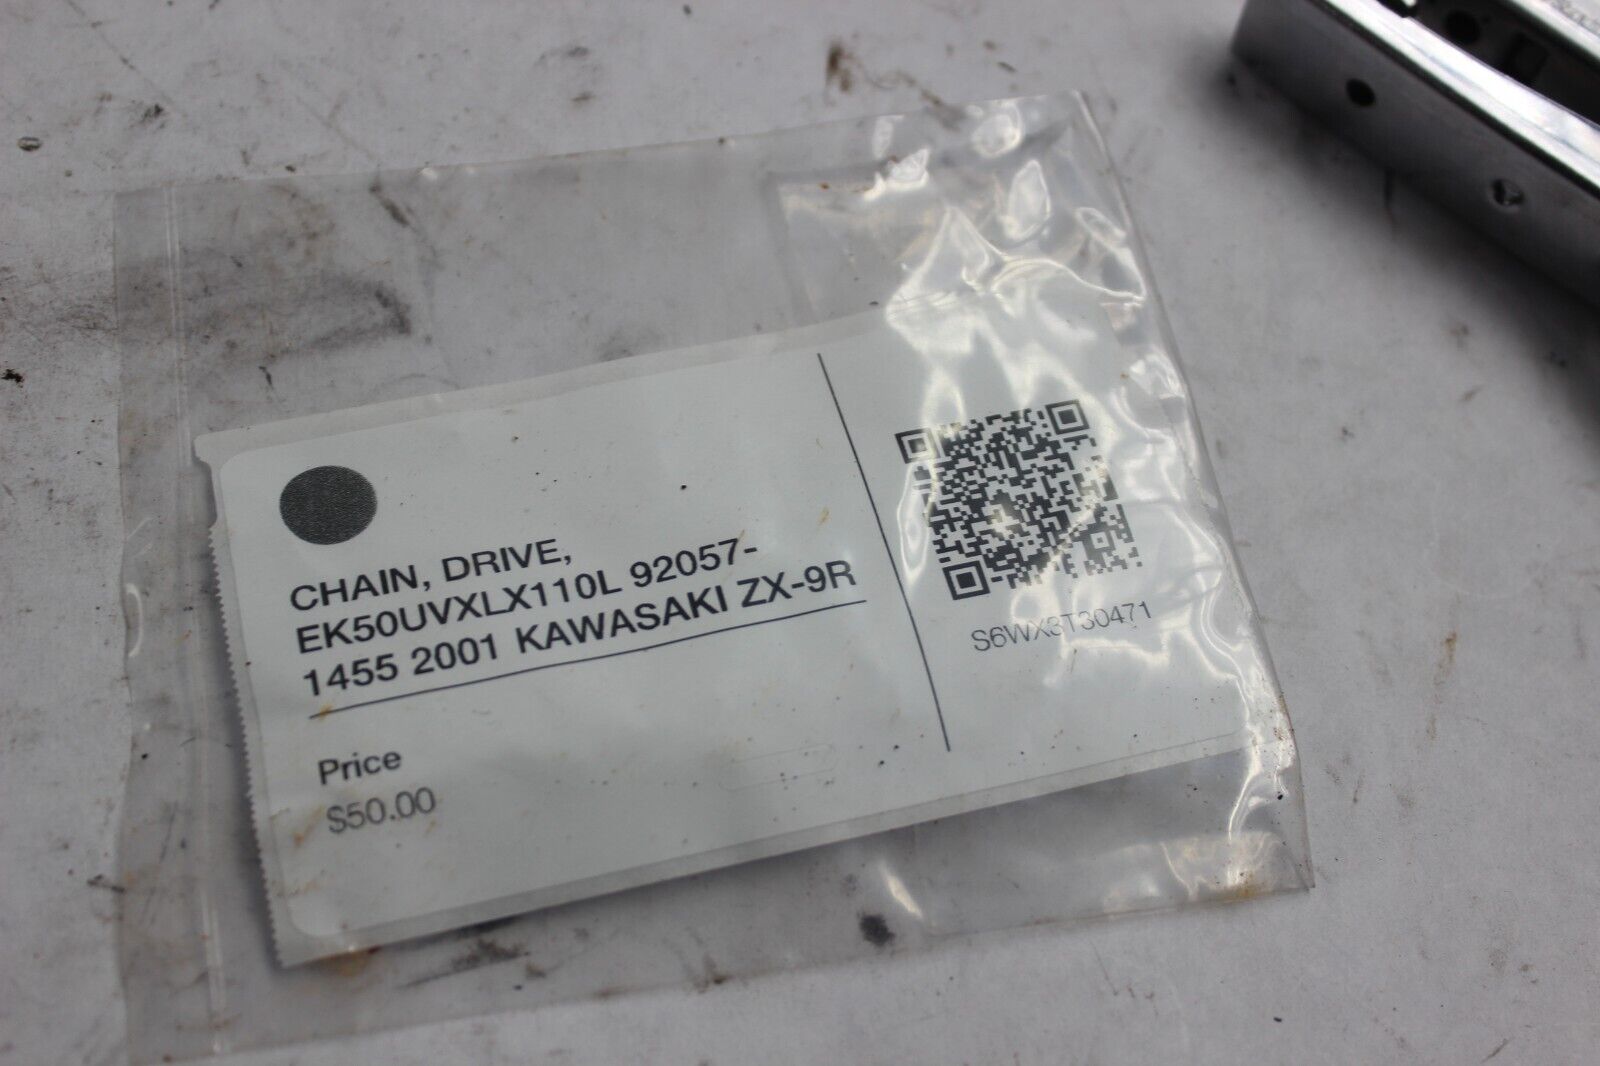 CHAIN, DRIVE,
EK50UVXLX110L 92057-
1455 2001 KAWASAKI ZX-9R
Price
$50.00
S6WX3T30471